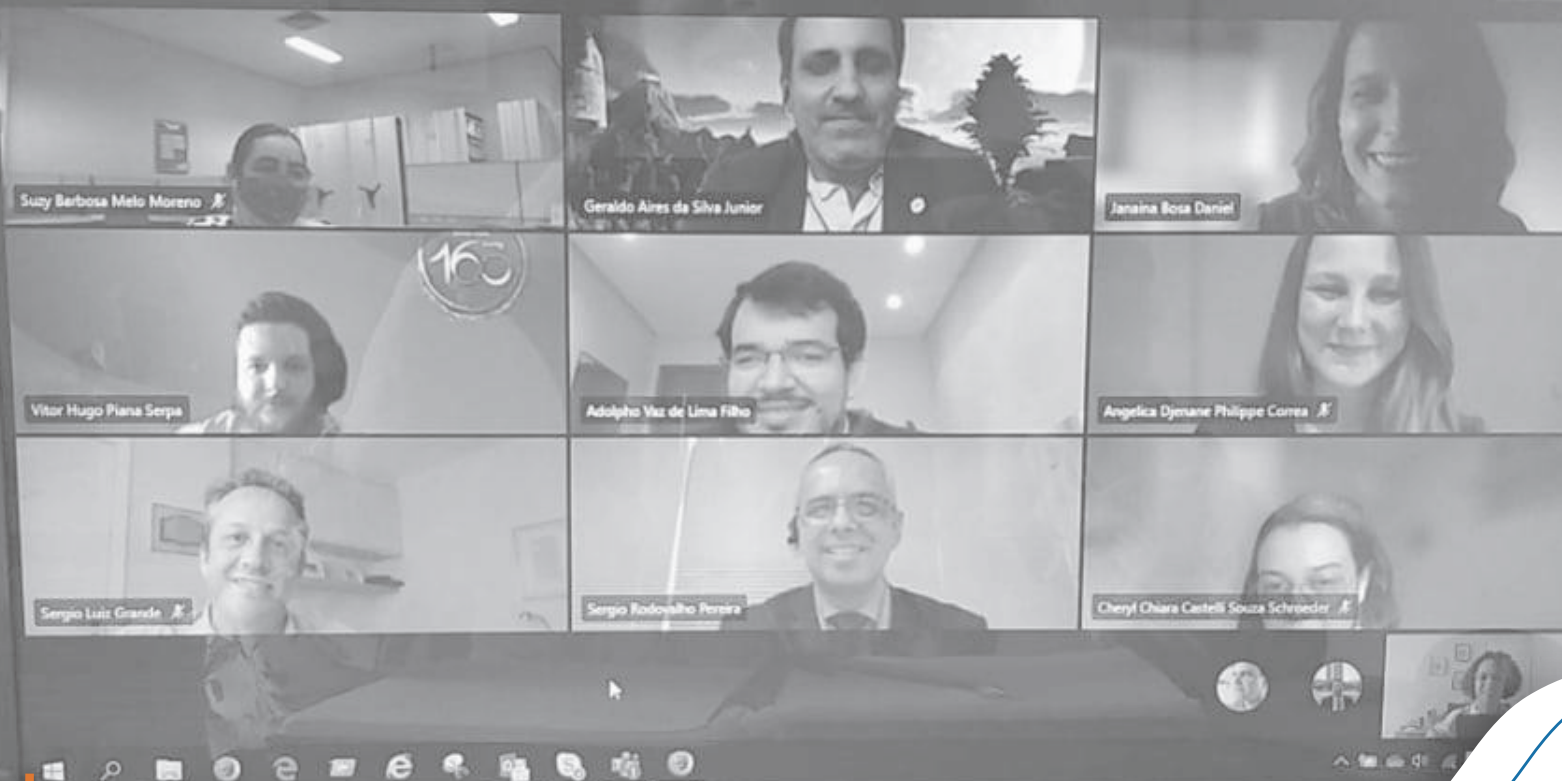 Suzy Barbosa Melo Moreno
Geraldo Aires da Silva Junior
Janaina Bosa Daniel
165
Vitor Hugo Piana Serpa
Adolpho Vaz de Lima Filho
Angelica Djenane Philippe Correa
Sergio Luiz Grande
Sergio Rodovalho Pereira
Cheryl Chiara Castelli Souza Schroeder